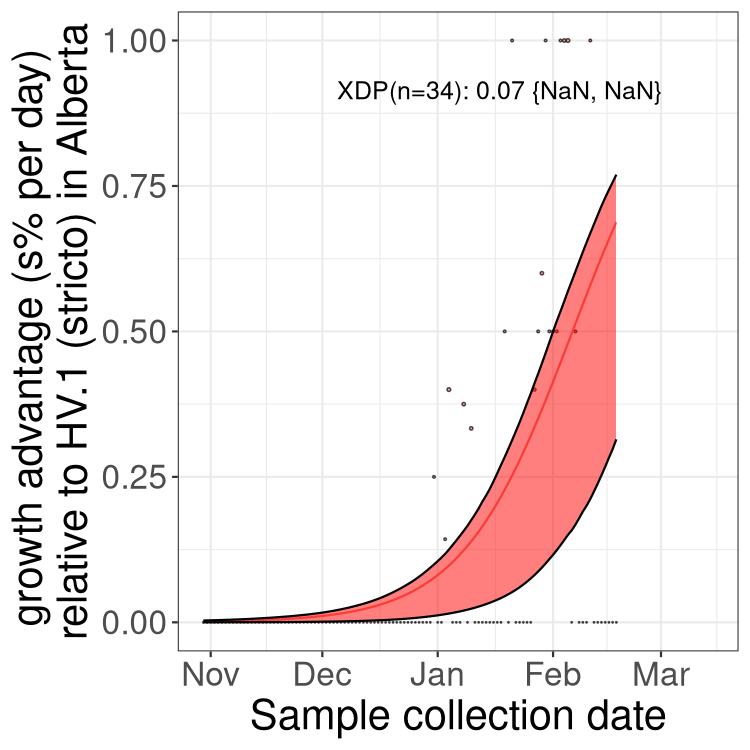 growth advantage (s% per day)
relative to HV.1 (stricto) in Alberta
1.00
0.75
0.50
0.25
0.00
XDP(n=34): 0.07 {NaN, NaN}
Nov Dec Jan Feb Mar
Sample collection date